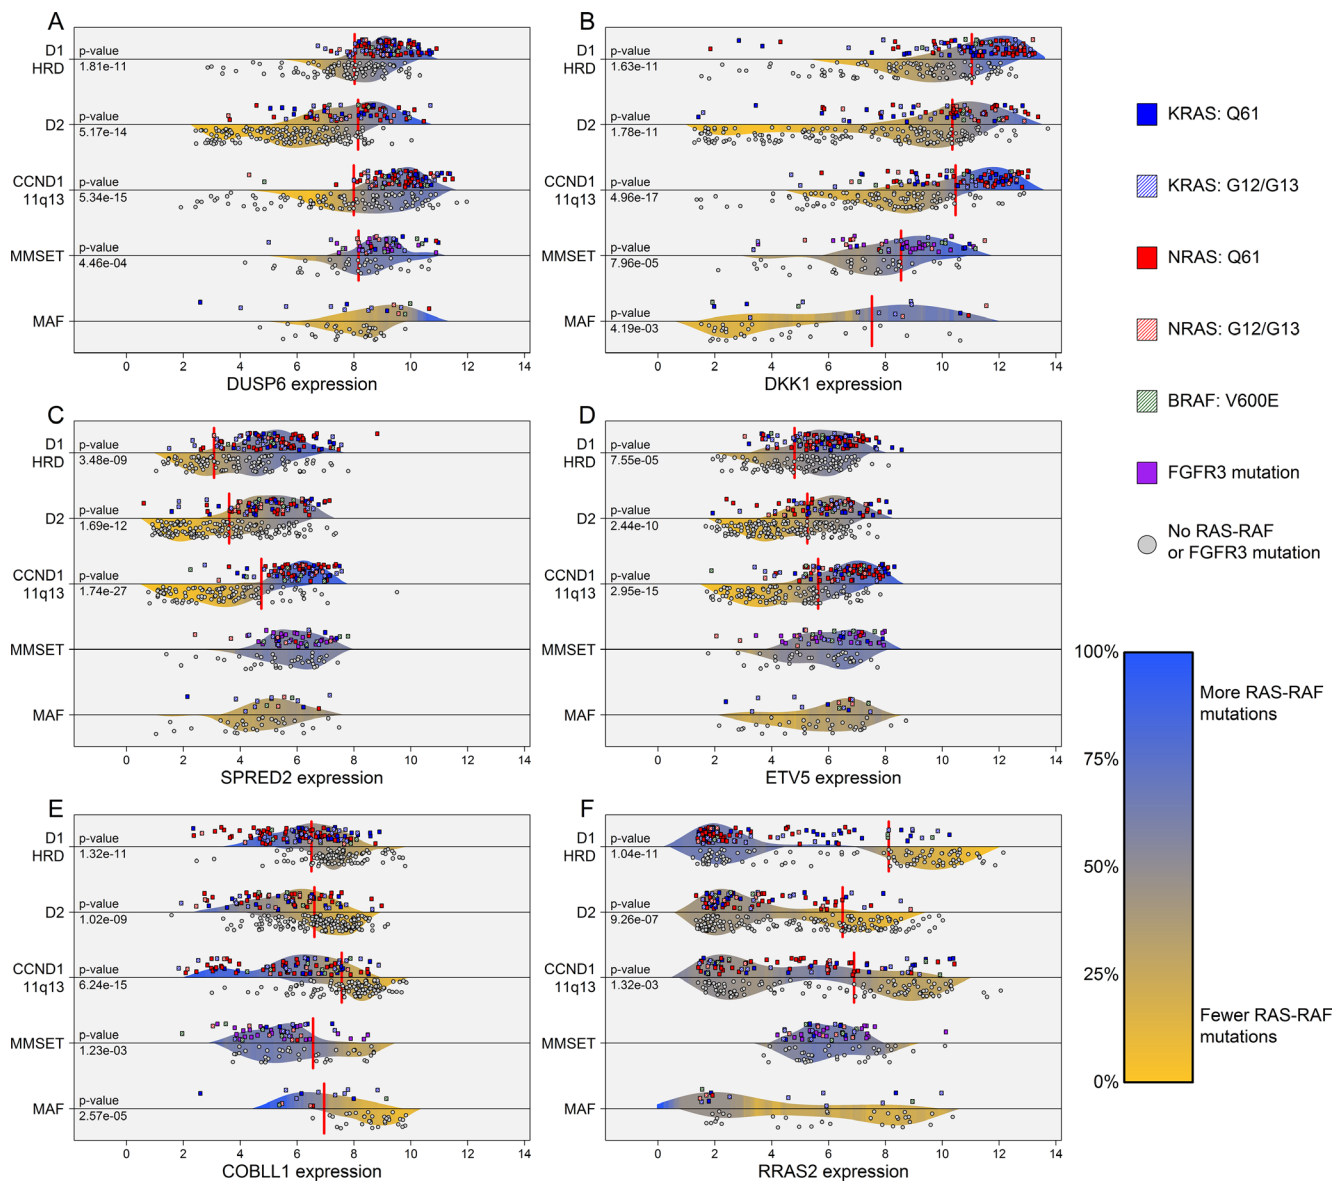 A
D1
HRD
p-value
1.81e-11
D2
p-value
5.17e-14
CCND1
11q13
p-value
5.34e-15
MMSET
p-value
4.46e-04
MAF
0 2 4 6 8 10 12 14
DUSP6 expression
B
D1
HRD
p-value
1.63e-11
D2
p-value
1.78e-11
CCND1
11q13
p-value
4.96e-17
MMSET
p-value
7.96e-05
MAF
p-value
4.19e-03
0 2 4 6 8 10 12 14
DKK1 expression
C
D1
HRD
p-value
3.48e-09
D2
p-value
1.69e-12
CCND1
11q13
p-value
1.74e-27
MMSET
MAF
0 2 4 6 8 10 12 14
SPRED2 expression
D
D1
HRD
p-value
7.55e-05
D2
p-value
2.44e-10
CCND1
11q13
p-value
2.95e-15
MMSET
MAF
0 2 4 6 8 10 12 14
ETV5 expression
E
D1
HRD
p-value
1.32e-11
D2
p-value
1.02e-09
CCND1
11q13
p-value
6.24e-15
MMSET
p-value
1.23e-03
MAF
p-value
2.57e-05
0 2 4 6 8 10 12 14
COBLL1 expression
F
D1
HRD
p-value
1.04e-11
D2
p-value
9.26e-07
CCND1
11q13
p-value
1.32e-03
MMSET
MAF
0 2 4 6 8 10 12 14
RRAS2 expression
KRAS: Q61
KRAS: G12/G13
NRAS: Q61
NRAS: G12/G13
BRAF: V600E
FGFR3 mutation
No RAS-RAF
or FGFR3 mutation
100%
More RAS-RAF
mutations
75%
50%
25%
Fewer RAS-RAF
mutations
0%